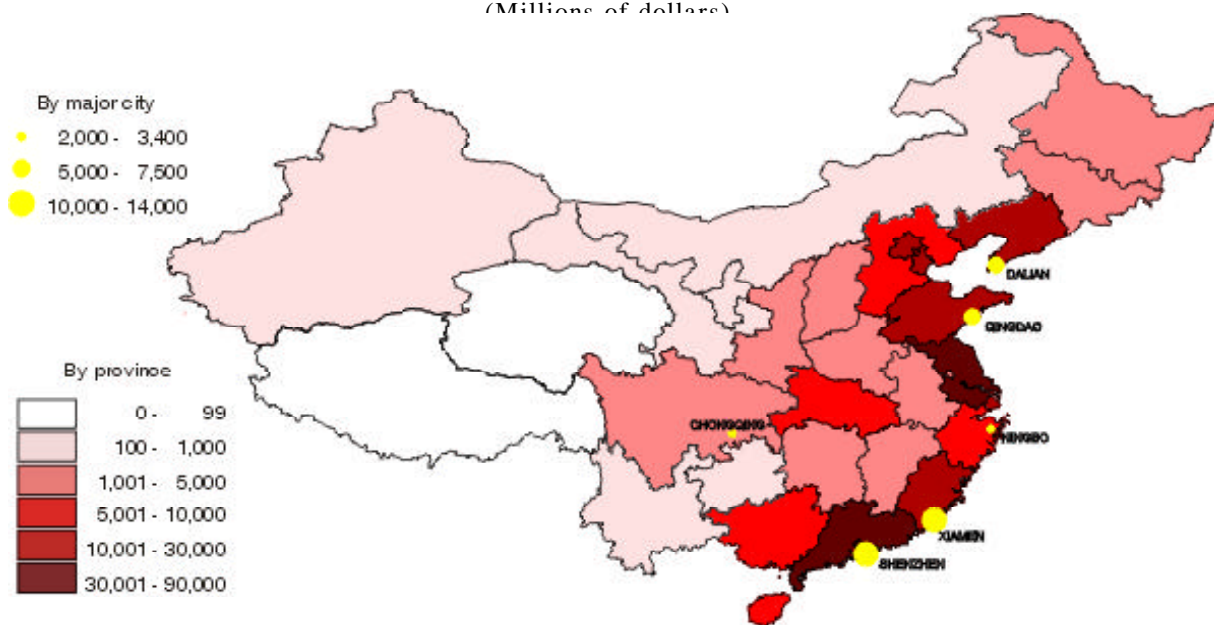 (Millions of dollars)
By major city
2,000 - 3,400
5,000 - 7,500
10,000 - 14,000
DALIAN
QINGDAO
By province
0 - 99
100 - 1,000
1,001 - 5,000
5,001 - 10,000
10,001 - 30,000
30,001 - 90,000
CHONGQING
NINGBO
XIAMEN
SHENZHEN